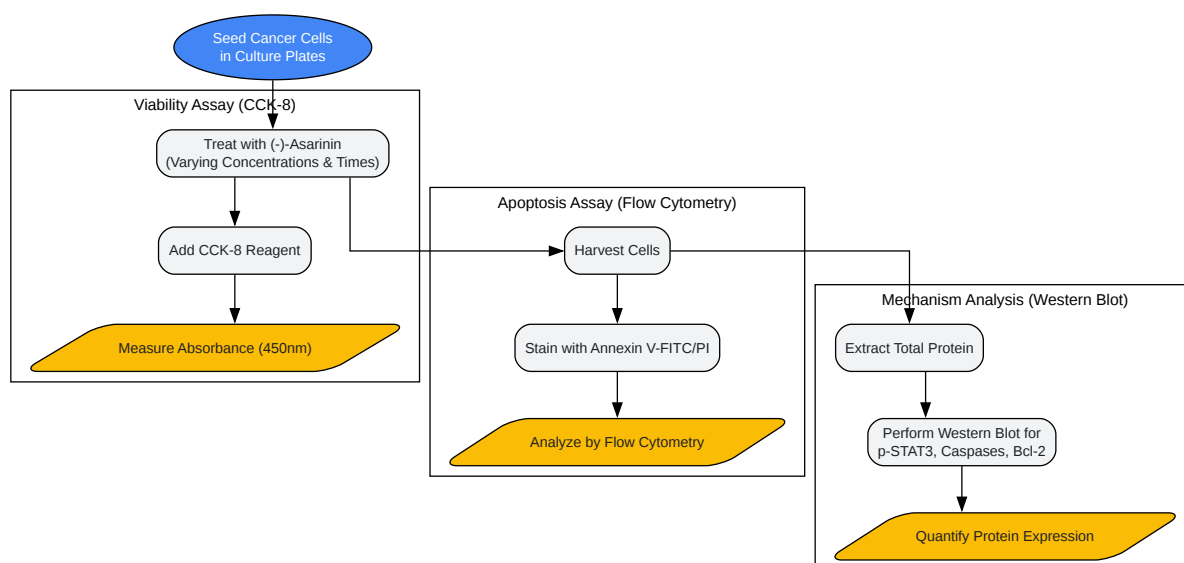 Seed Cancer Cells
in Culture Plates
Viability Assay (CCK-8)
Treat with (-)-Asarinin
(Varying Concentrations & Times)
Add CCK-8 Reagent
Measure Absorbance (450nm)
Apoptosis Assay (Flow Cytometry)
Harvest Cells
Stain with Annexin V-FITC/PI
Analyze by Flow Cytometry
Mechanism Analysis (Western Blot)
Extract Total Protein
Perform Western Blot for
p-STAT3, Caspases, Bcl-2
Quantify Protein Expression